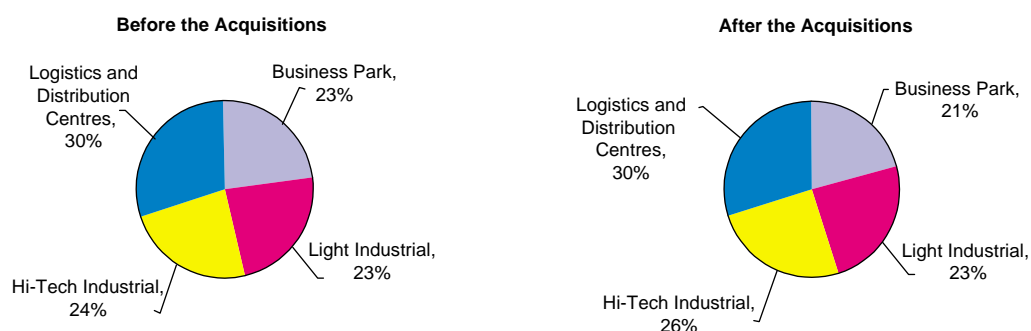 Before the Acquisitions
Business Park,
23%
Logistics and
Distribution
Centres,
30%
Light Industrial,
23%
Hi-Tech Industrial,
24%
After the Acquisitions
Business Park,
21%
Logistics and
Distribution
Centres,
30%
Light Industrial,
23%
Hi-Tech Industrial,
26%